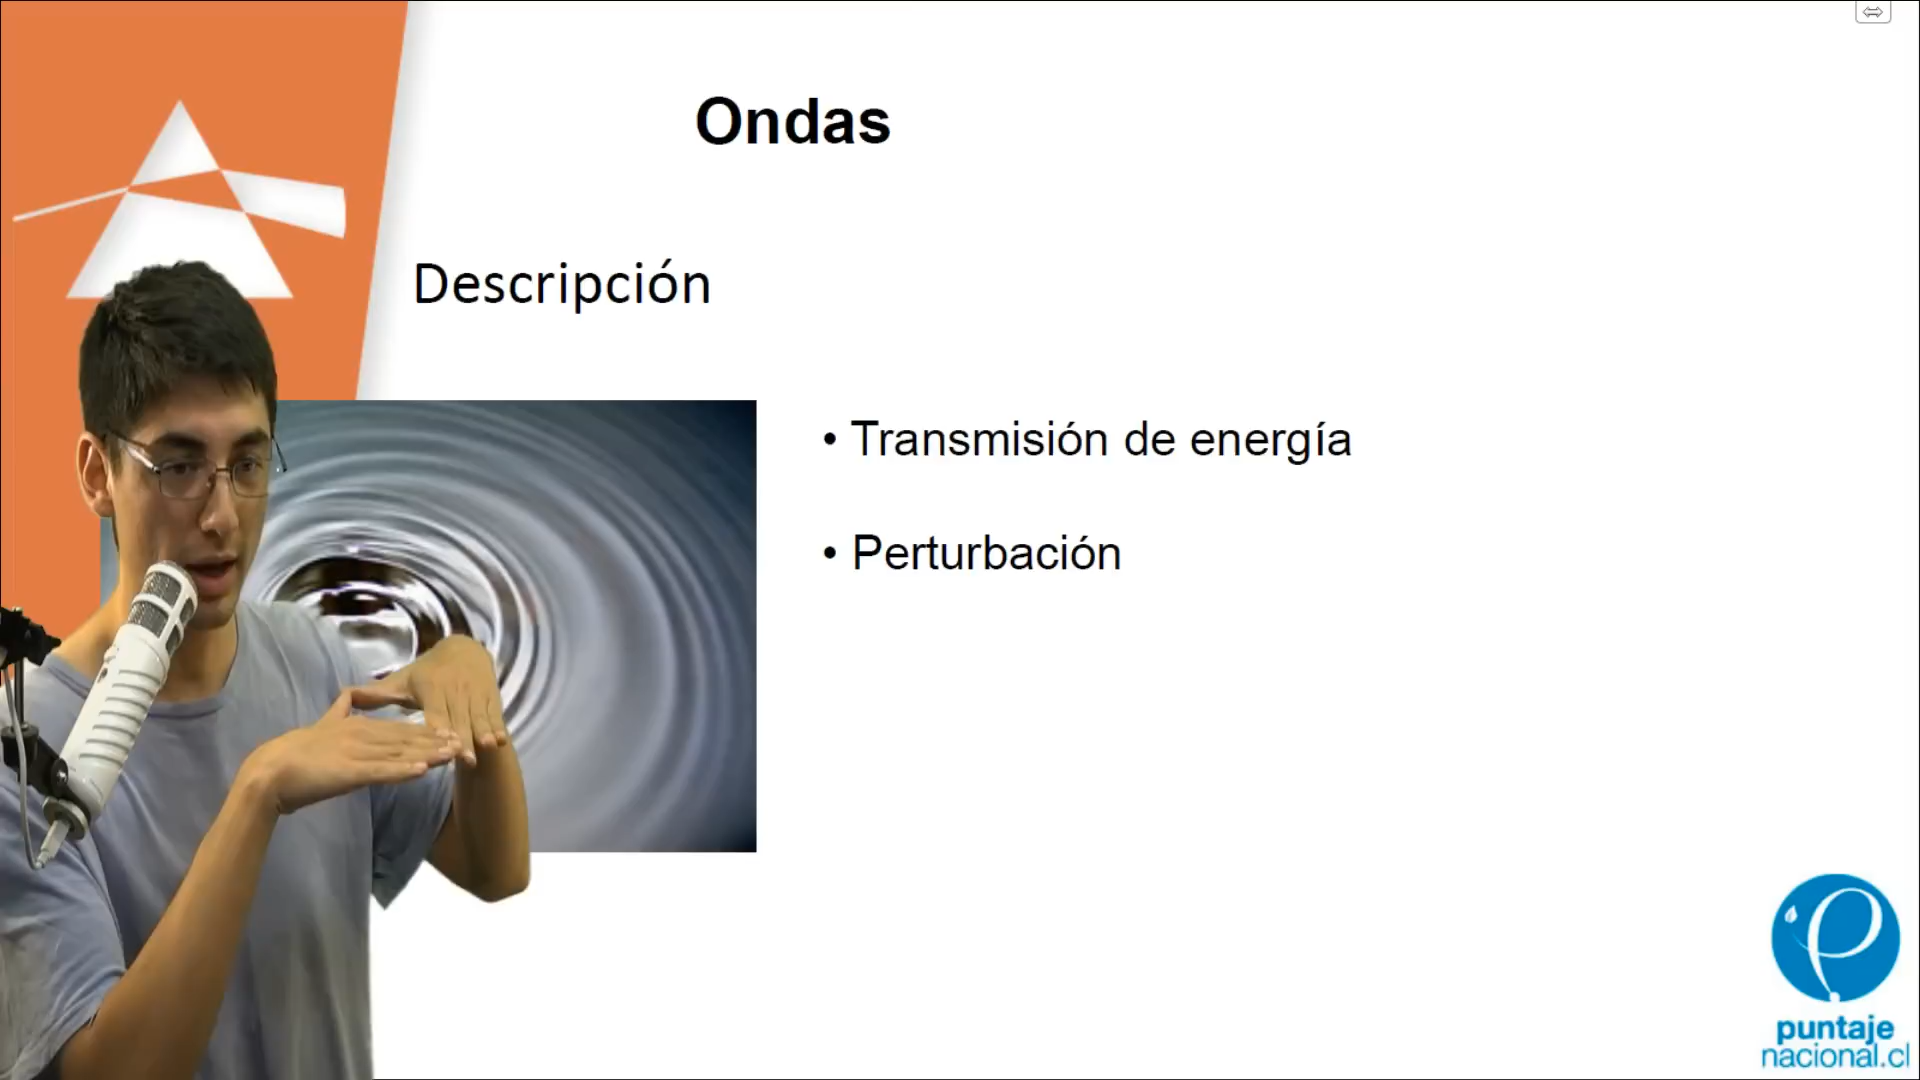 Ondas
Descripción
• Transmisión de energía
• Perturbación
puntaje
nacional.cl